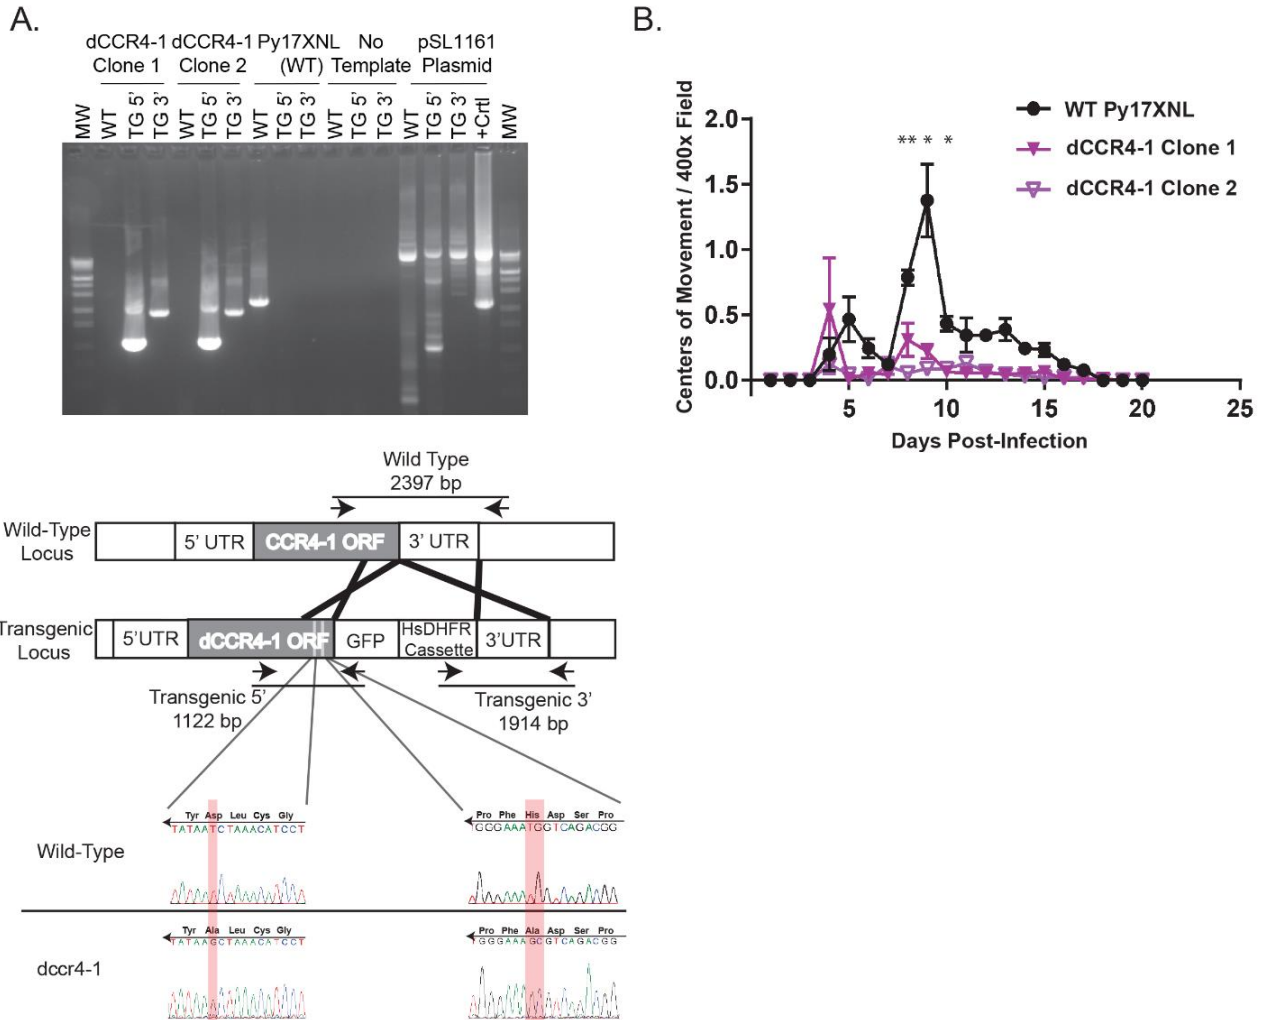 A.
dCCR4-1 dCCR4-1 Py17XNL No pSL1161
Clone 1 Clone 2 (WT) Template Plasmid
MW WT TG 5' TG 3' WT TG 5' TG 3' WT TG 5' TG 3' WT TG 5' TG 3' WT TG 5' TG 3' +Crtl MW
Wild Type
2397 bp
Wild-Type
Locus
5' UTR CCR4-1 ORF 3' UTR
Transgenic
Locus
5'UTR dCCR4-1 ORF GFP HsDHFR
Cassette 3'UTR
Transgenic 5'
1122 bp
Transgenic 3'
1914 bp
Wild-Type
Tyr Asp Leu Cys Gly
TATAATCTAAACATCCT
Pro Phe His Asp Ser Pro
TGGGAAATGGTCAGACGG
dccr4-1
Tyr Ala Leu Cys Gly
TATAAGCTAAACATCCT
Pro Phe Ala Asp Ser Pro
TGGGAAAGCGTCAGACGG
B.
Centers of Movement / 400x Field
2.0
1.5
1.0
0.5
0.0
** * *
WT Py17XNL
dCCR4-1 Clone 1
dCCR4-1 Clone 2
5 10 15 20 25
Days Post-Infection